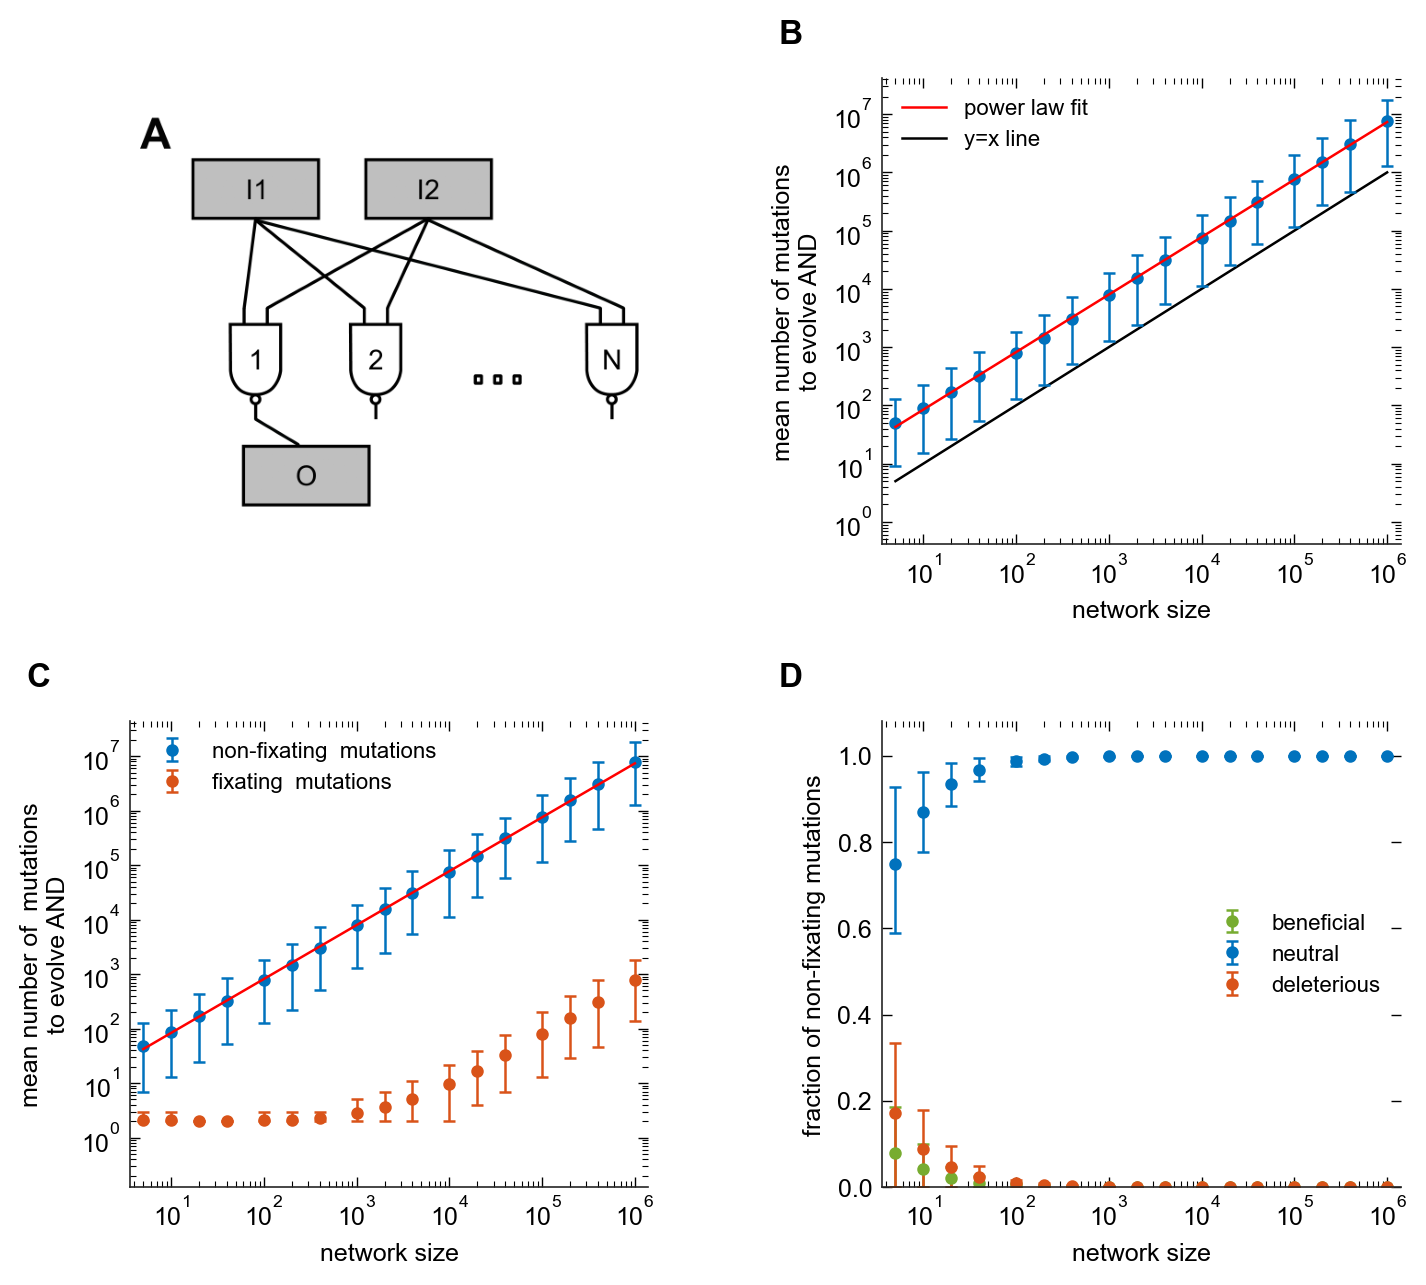 A
I1 I2
1 2 N
O
B
power law fit
y=x line
mean number of mutations
to evolve AND
10^7
10^6
10^5
10^4
10^3
10^2
10^1
10^0
10^1 10^2 10^3 10^4 10^5 10^6
network size
C
non-fixating mutations
fixating mutations
mean number of mutations
to evolve AND
10^7
10^6
10^5
10^4
10^3
10^2
10^1
10^0
10^1 10^2 10^3 10^4 10^5 10^6
network size
D
fraction of non-fixating mutations
1.0
0.8
0.6
0.4
0.2
0.0
beneficial
neutral
deleterious
10^1 10^2 10^3 10^4 10^5 10^6
network size